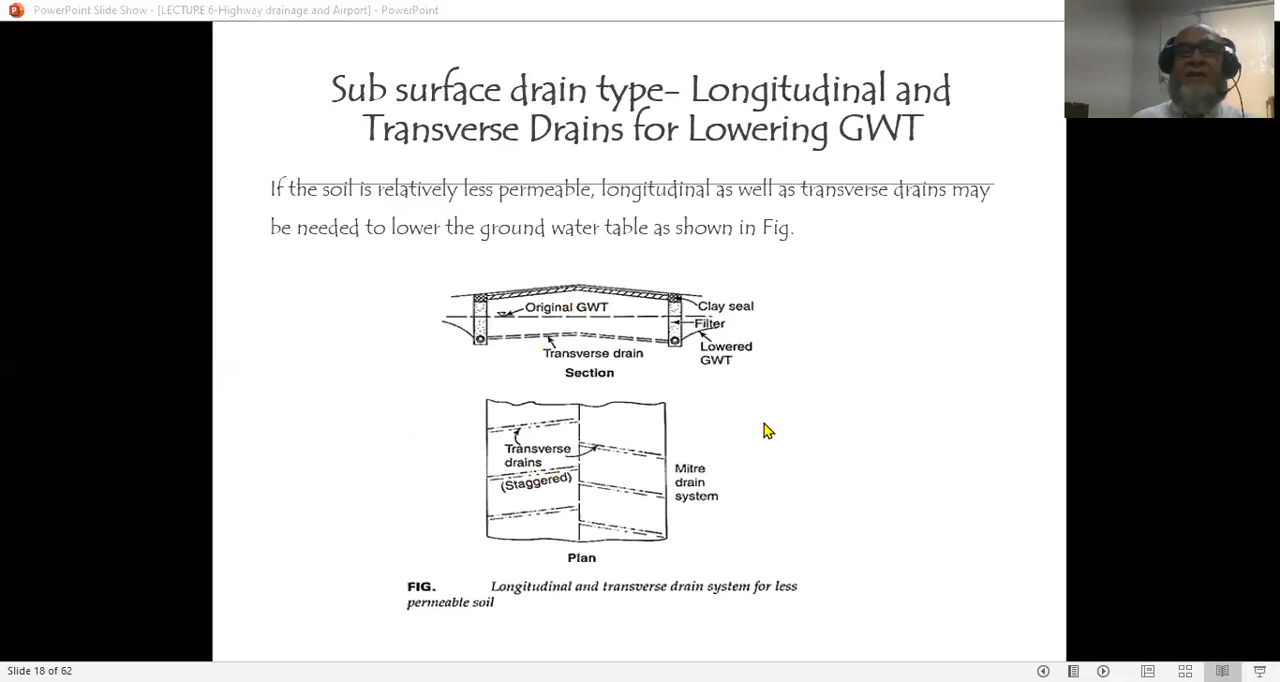 PowerPoint Slide Show - [LECTURE 6-Highway drainage and Airport] - PowerPoint
Sub surface drain type- Longitudinal and
Transverse Drains for Lowering GWT
If the soil is relatively less permeable, longitudinal as well as transverse drains may
be needed to lower the ground water table as shown in Fig.
Original GWT
Clay seal
Filter
Lowered
GWT
Transverse drain
Section
Transverse
drains
(Staggered)
Mitre
drain
system
Plan
FIG. Longitudinal and transverse drain system for less
permeable soil
Slide 18 of 62